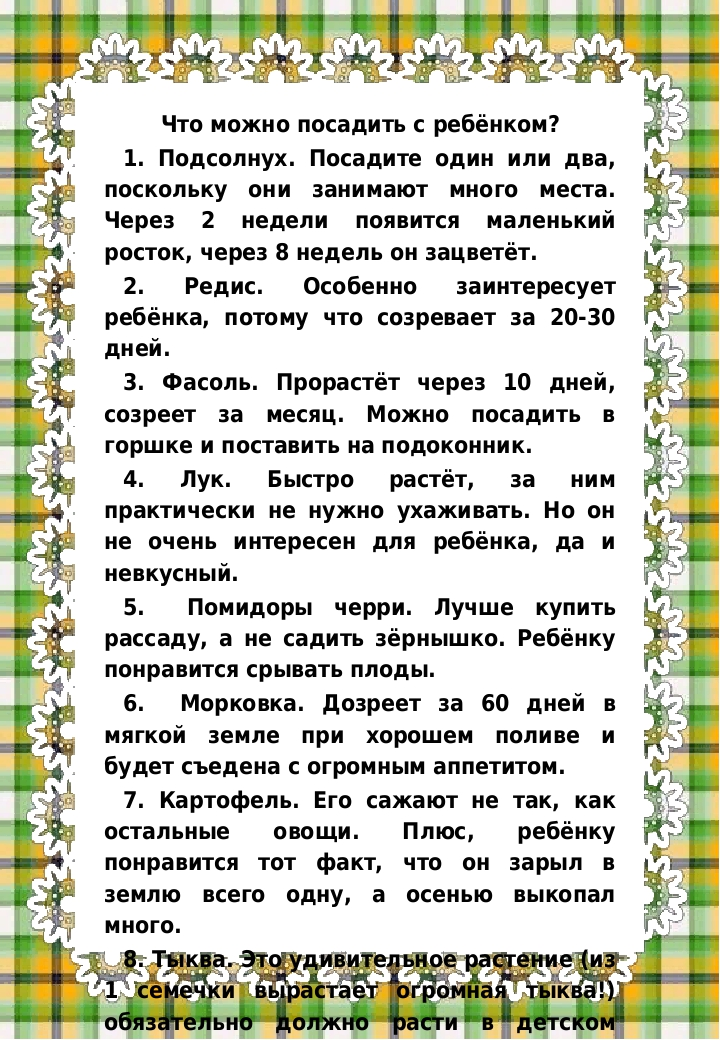 Что можно посадить с ребёнком?
1. Подсолнух. Посадите один или два,
поскольку они занимают много места.
Через 2 недели появится маленький
росток, через 8 недель он зацветёт.
2. Редис. Особенно заинтересует
ребёнка, потому что созревает за 20-30
дней.
3. Фасоль. Прорастёт через 10 дней,
созреет за месяц. Можно посадить в
горшке и поставить на подоконник.
4. Лук. Быстро растёт, за ним
практически не нужно ухаживать. Но он
не очень интересен для ребёнка, да и
невкусный.
5. Помидоры черри. Лучше купить
рассаду, а не садить зёрнышко. Ребёнку
понравится срывать плоды.
6. Морковка. Дозреет за 60 дней в
мягкой земле при хорошем поливе и
будет съедена с огромным аппетитом.
7. Картофель. Его сажают не так, как
остальные овощи. Плюс, ребёнку
понравится тот факт, что он зарыл в
землю всего одну, а осенью выкопал
много.
8. Тыква. Это удивительное растение (из
1 семечки вырастает огромная тыква!)
обязательно должно расти в детском